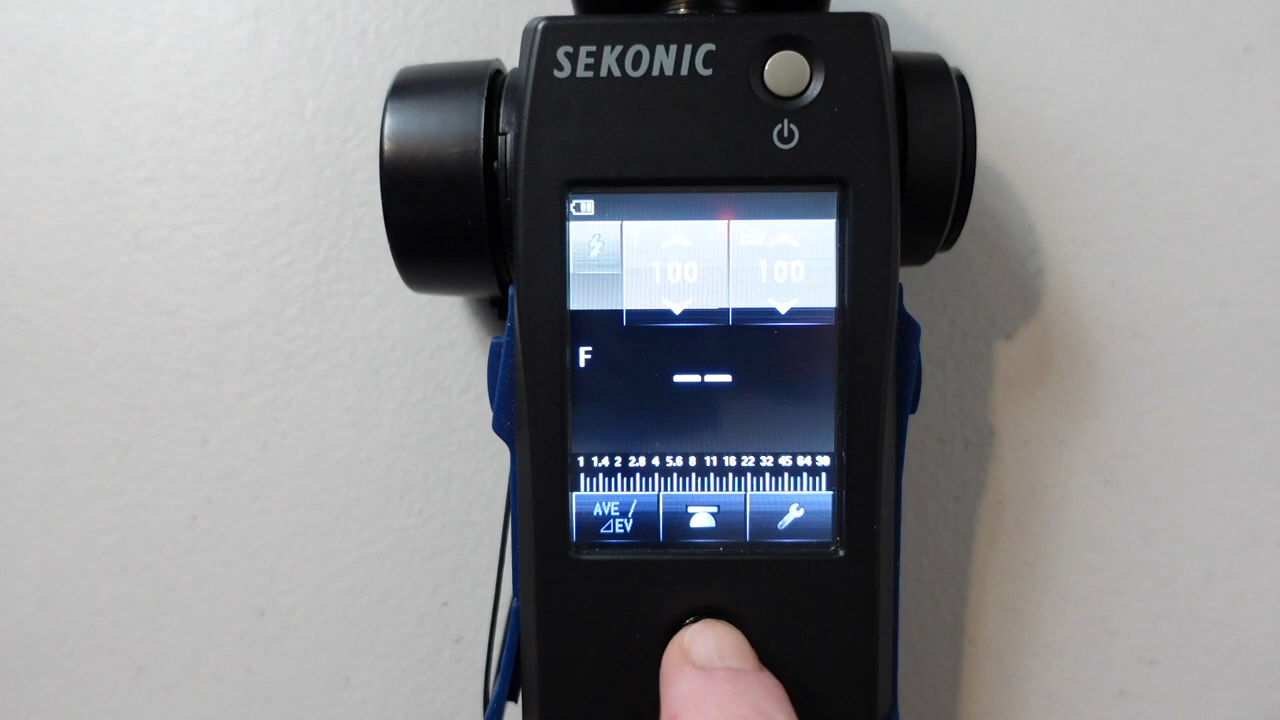 SEKONIC
100 100
F
-- --
1 1.4 2 2.8 4 5.6 8 11 16 22 32 45 64 90
AVE /
⊿EV